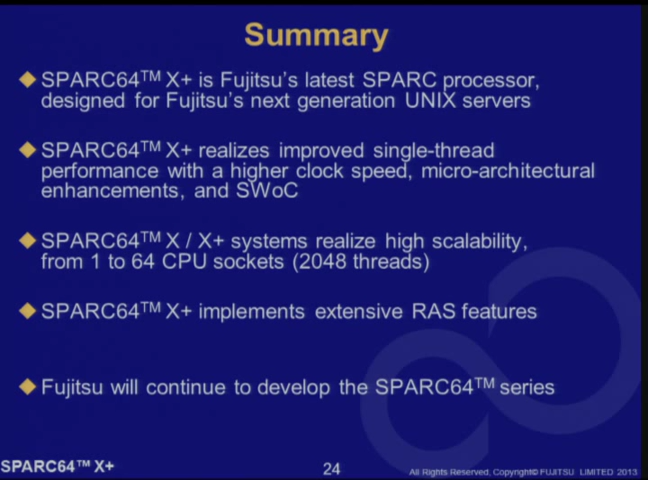 Summary
SPARC64™ X+ is Fujitsu's latest SPARC processor,
designed for Fujitsu's next generation UNIX servers
SPARC64™ X+ realizes improved single-thread
performance with a higher clock speed, micro-architectural
enhancements, and SWoC
SPARC64™ X / X+ systems realize high scalability,
from 1 to 64 CPU sockets (2048 threads)
SPARC64™ X+ implements extensive RAS features
Fujitsu will continue to develop the SPARC64™ series
SPARC64™ X+
24
All Rights Reserved, Copyright© FUJITSU LIMITED 2013